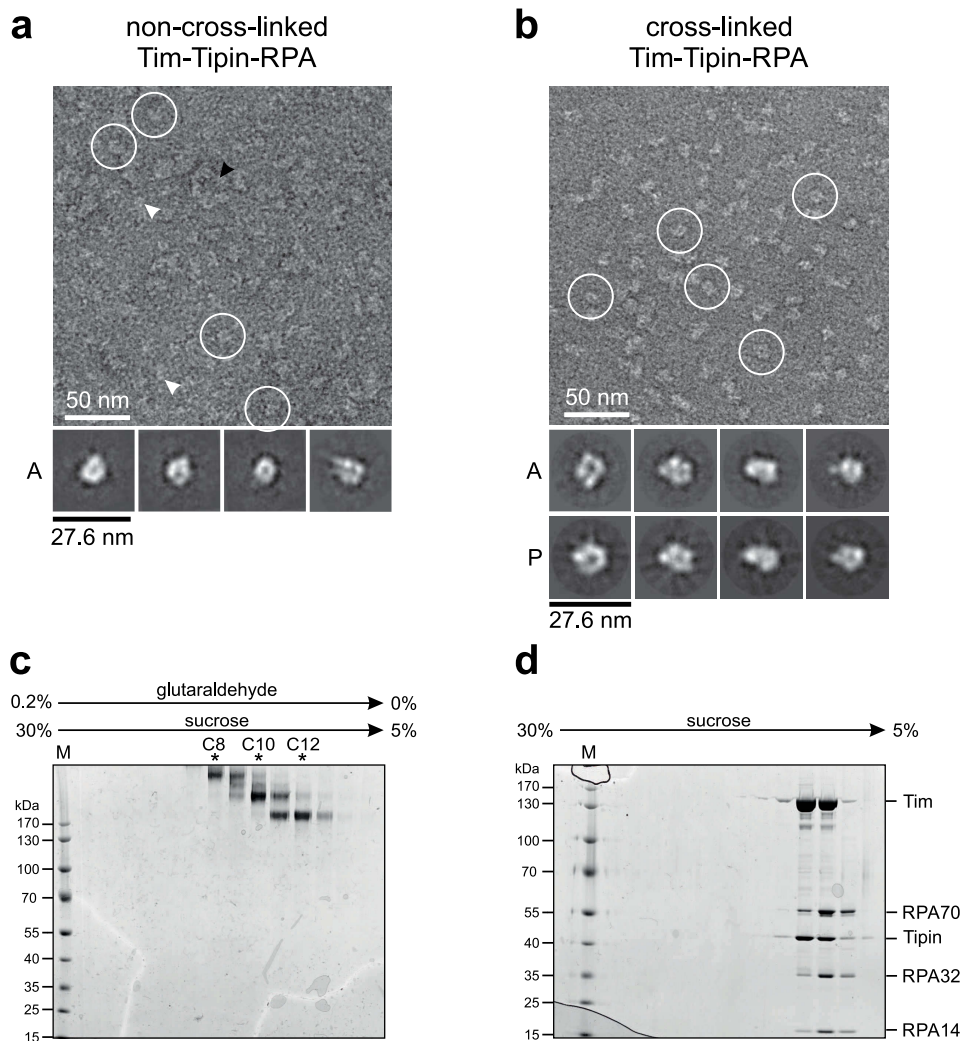 a
non-cross-linked
Tim-Tipin-RPA
50 nm
A
27.6 nm
b
cross-linked
Tim-Tipin-RPA
50 nm
A
P
27.6 nm
c
0.2% glutaraldehyde 0%
30% sucrose 5%
M C8 C10 C12
* * *
kDa
170
130
100
70
55
40
35
25
15
d
30% sucrose 5%
M
kDa
170
130 Tim
100
70
55 RPA70
40 Tipin
35 RPA32
25
15 RPA14